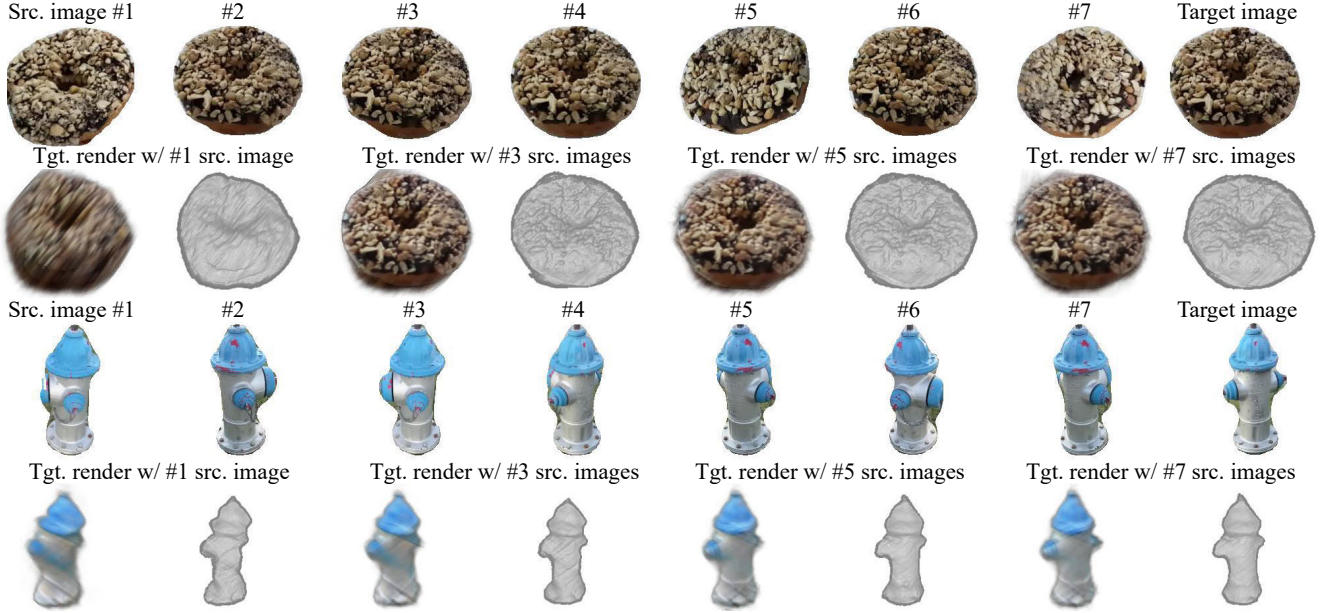 Src. image #1 #2 #3 #4 #5 #6 #7 Target image
Tgt. render w/ #1 src. image Tgt. render w/ #3 src. images Tgt. render w/ #5 src. images Tgt. render w/ #7 src. images
Src. image #1 #2 #3 #4 #5 #6 #7 Target image
Tgt. render w/ #1 src. image Tgt. render w/ #3 src. images Tgt. render w/ #5 src. images Tgt. render w/ #7 src. images